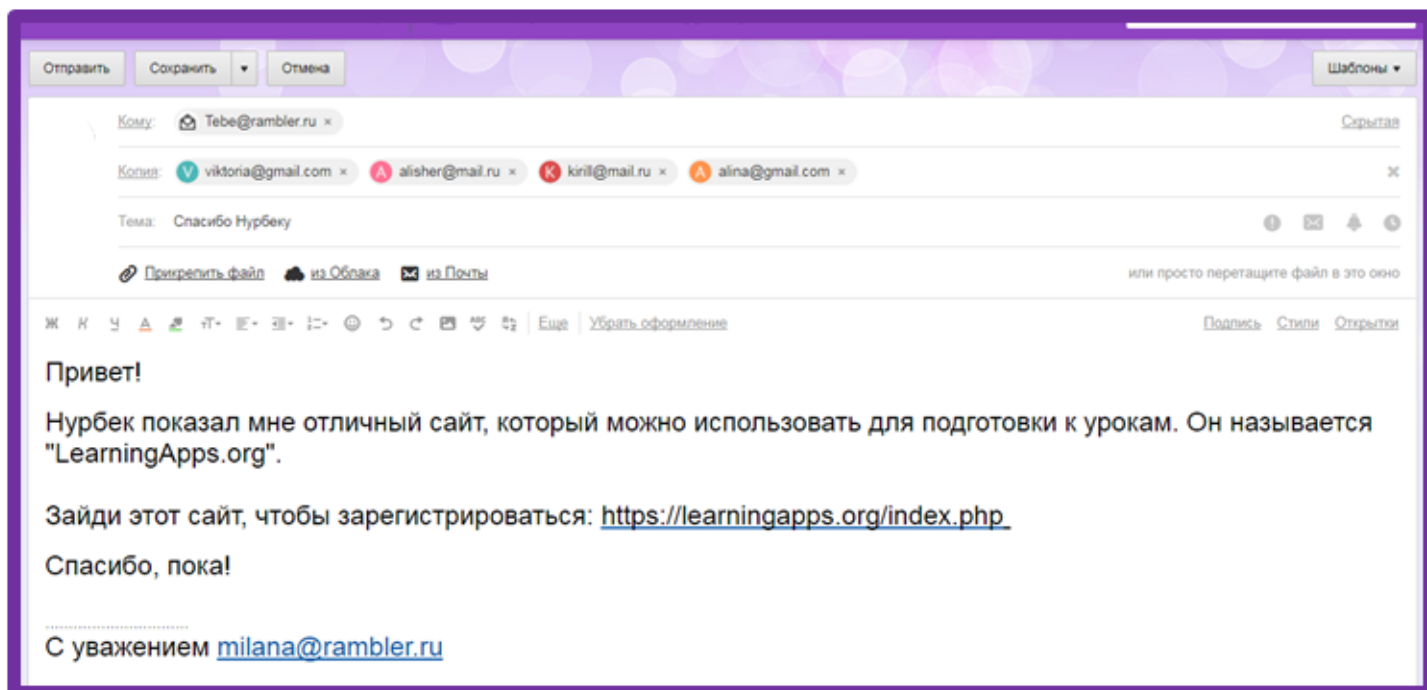 Отправить Сохранить Отмена Шаблоны
Кому: Tebe@rambler.ru × Скрытая
Копия: V viktoria@gmail.com × A alisher@mail.ru × K kirill@mail.ru × A alina@gmail.com ×
Тема: Спасибо Нурбеку
Прикрепить файл из Облака из Почты или просто перетащите файл в это окно
Ж К Ч А тТ ABC Еще Убрать оформление Подпись Стили Открытки
Привет!
Нурбек показал мне отличный сайт, который можно использовать для подготовки к урокам. Он называется
"LearningApps.org".
Зайди этот сайт, чтобы зарегистрироваться: https://learningapps.org/index.php
Спасибо, пока!
С уважением milana@rambler.ru